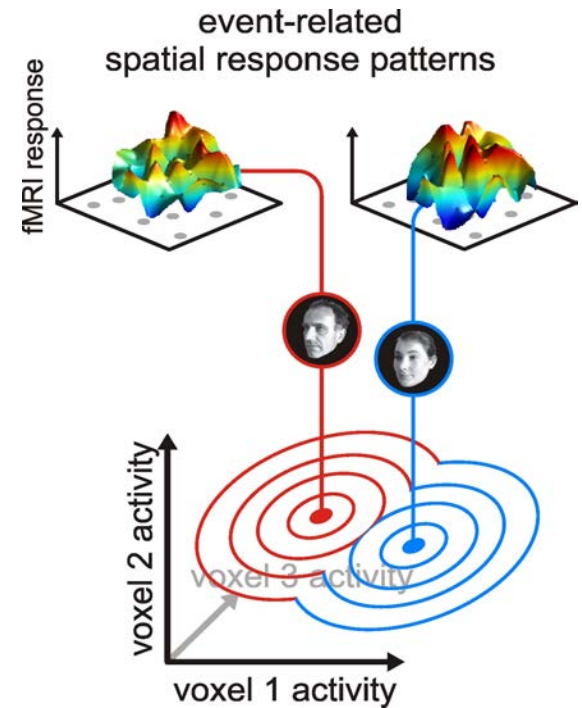 event-related
spatial response patterns
fMRI response
voxel 2 activity
voxel 3 activity
voxel 1 activity